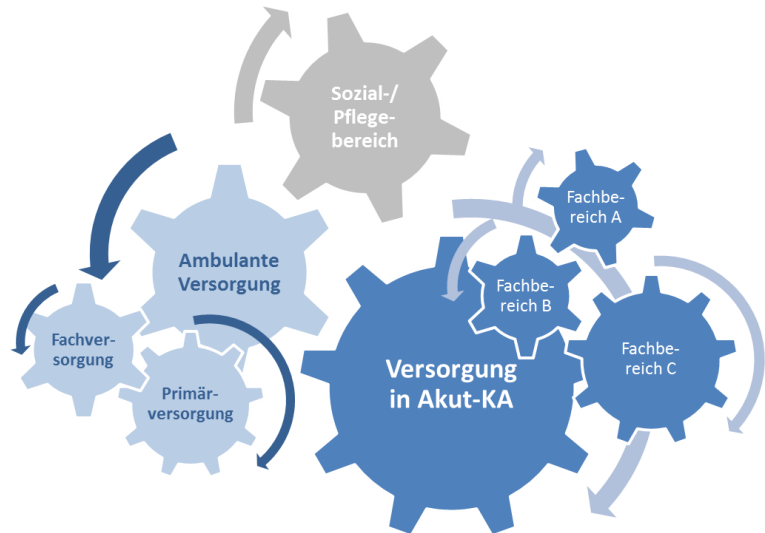 Sozial-/
Pflege-
bereich
Ambulante
Versorgung
Fachver-
sorgung
Primär-
versorgung
Versorgung
in Akut-KA
Fachbe-
reich A
Fachbe-
reich B
Fachbe-
reich C